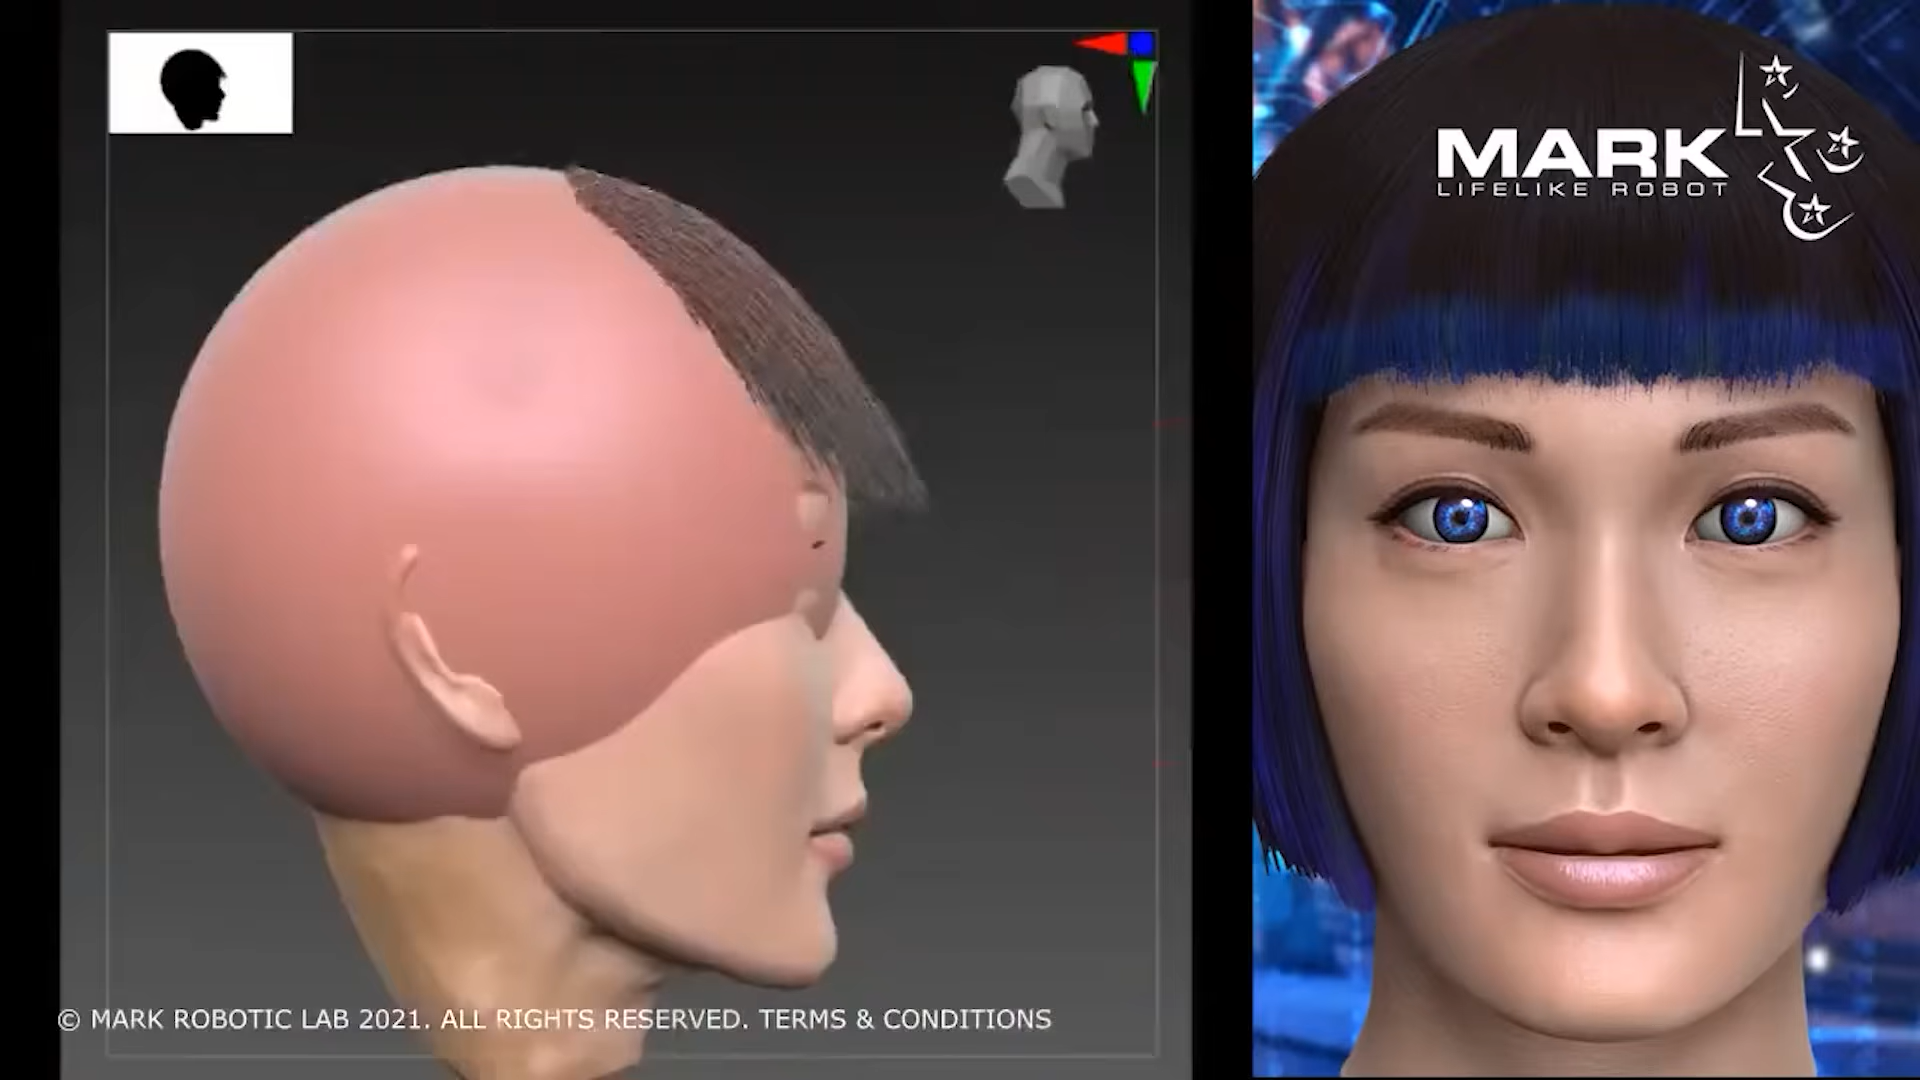 MARK
LIFELIKE ROBOT
© MARK ROBOTIC LAB 2021. ALL RIGHTS RESERVED. TERMS & CONDITIONS